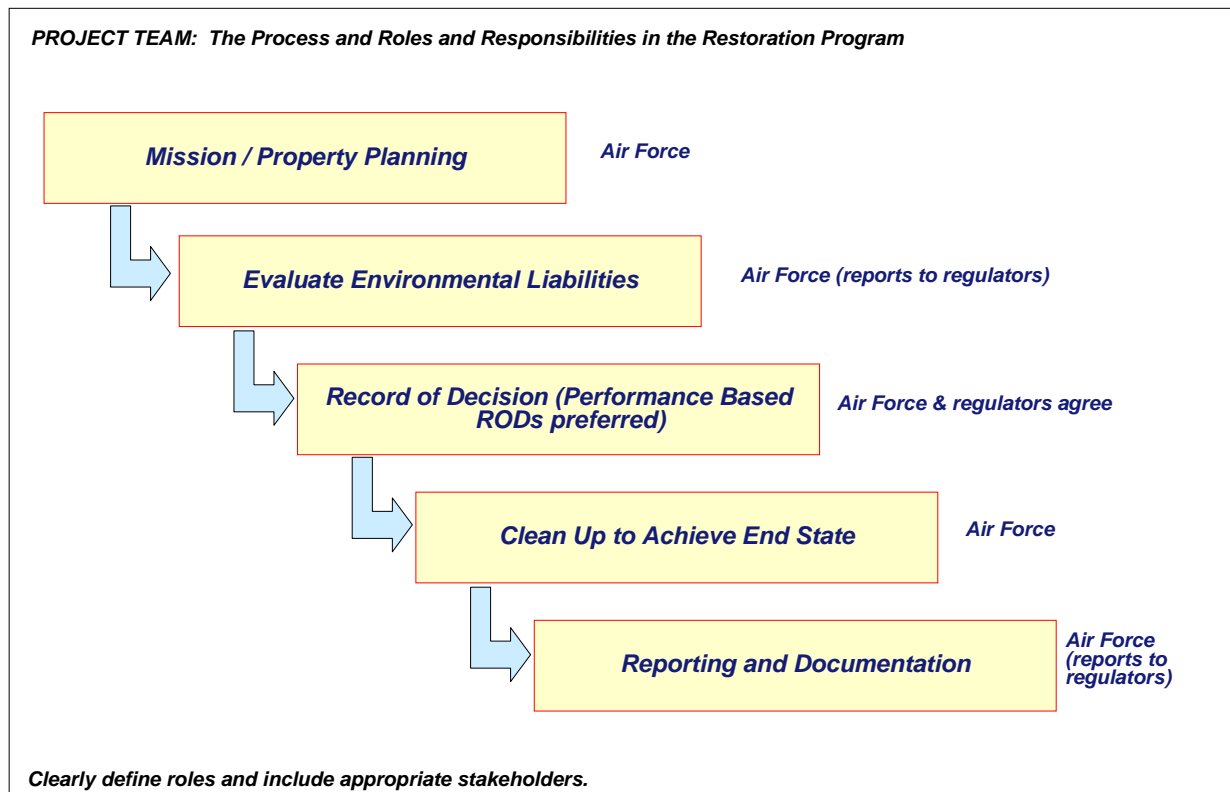 PROJECT TEAM: The Process and Roles and Responsibilities in the Restoration Program
Mission / Property Planning
Air Force
Evaluate Environmental Liabilities
Air Force (reports to regulators)
Record of Decision (Performance Based
RODs preferred)
Air Force & regulators agree
Clean Up to Achieve End State
Air Force
Reporting and Documentation
Air Force
(reports to
regulators)
Clearly define roles and include appropriate stakeholders.